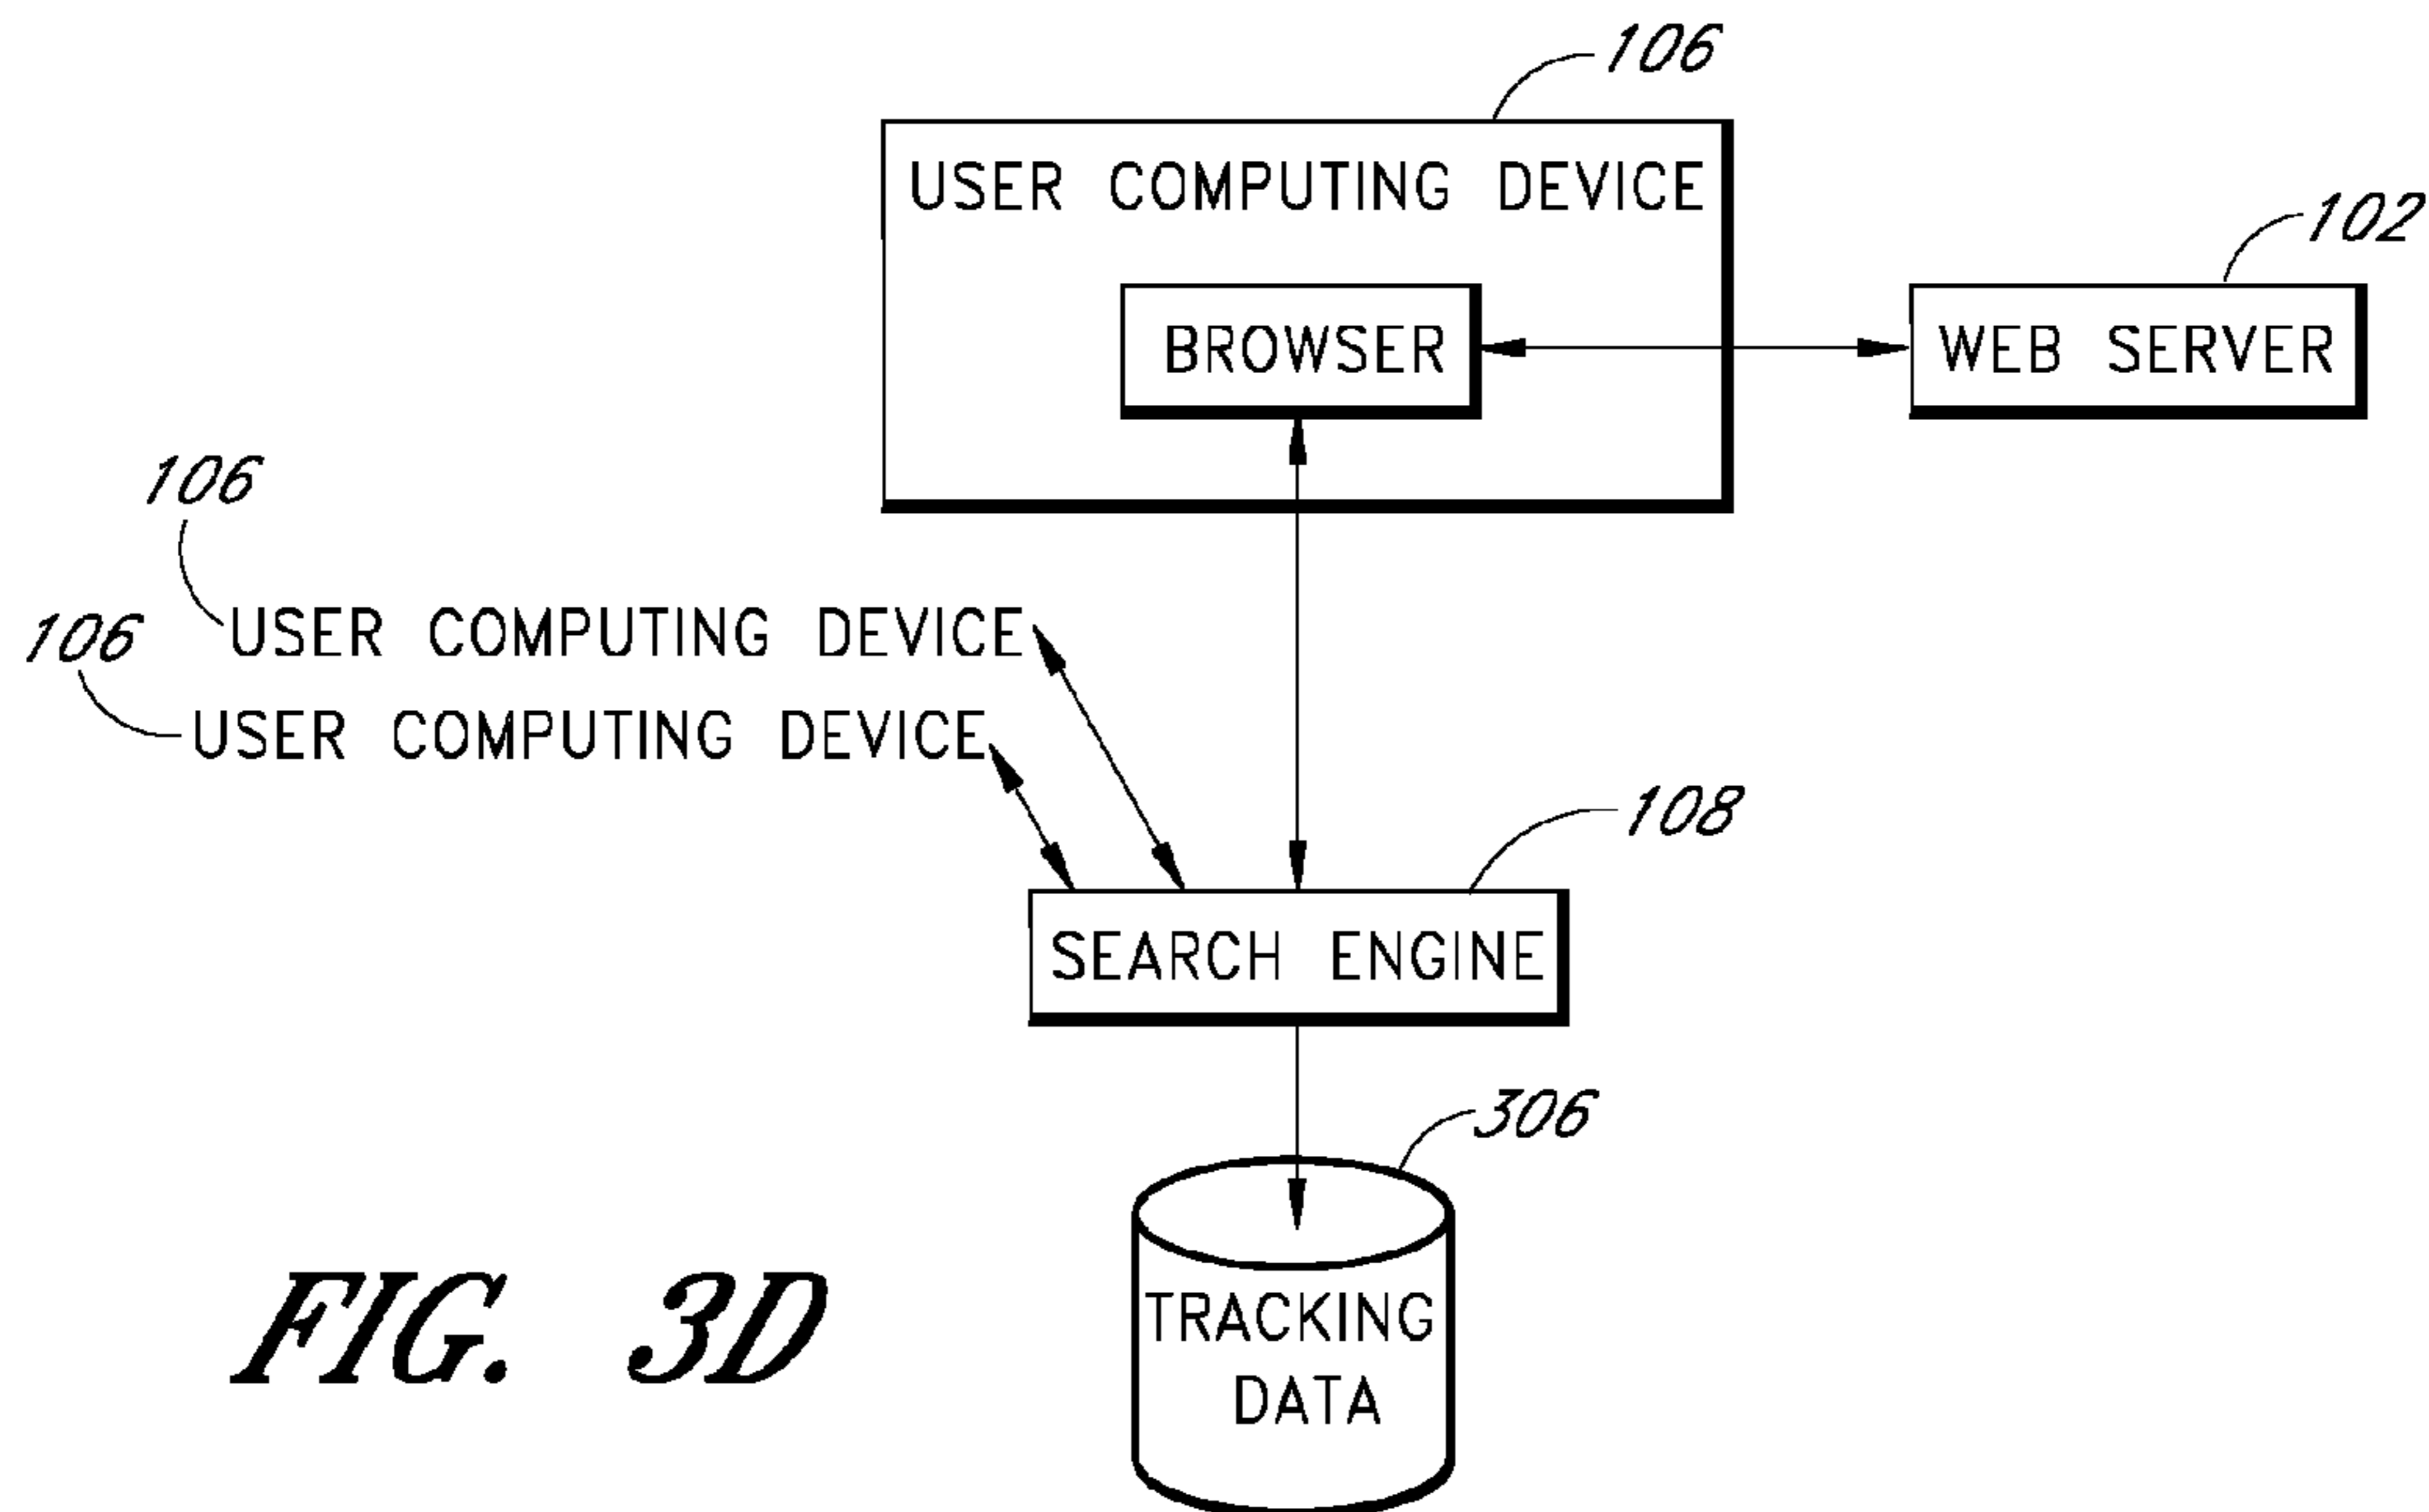 106
USER COMPUTING DEVICE
102
BROWSER
WEB SERVER
106
USER COMPUTING DEVICE
106
USER COMPUTING DEVICE
108
SEARCH ENGINE
306
TRACKING
DATA
FIG. 3D